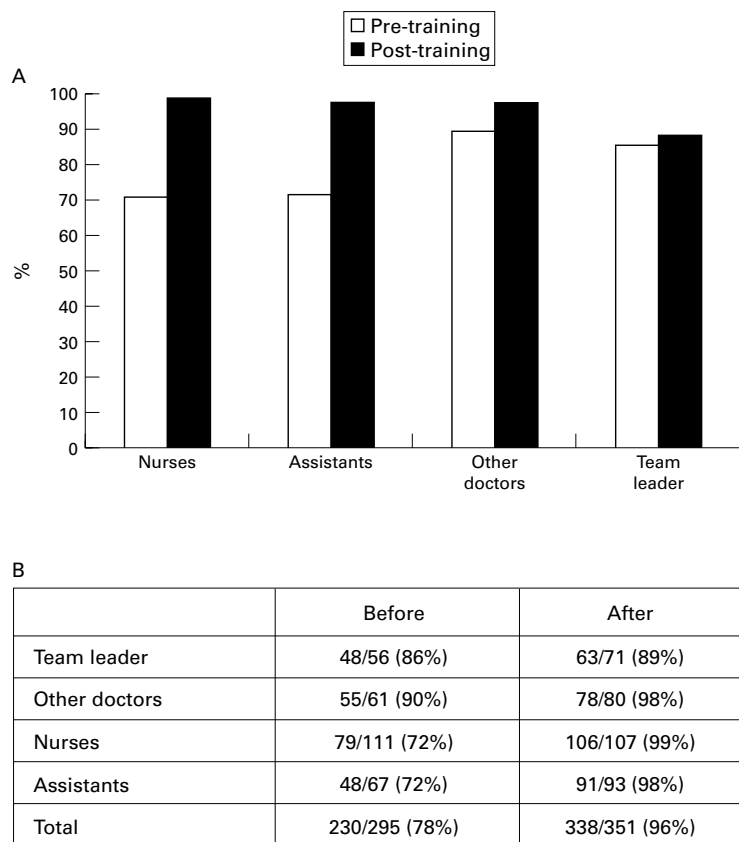 Pre-training
Post-training
A
100
90
80
70
60
50
40
30
20
10
0
%
Nurses Assistants Other doctors Team leader
B
Before After
Team leader 48/56 (86%) 63/71 (89%)
Other doctors 55/61 (90%) 78/80 (98%)
Nurses 79/111 (72%) 106/107 (99%)
Assistants 48/67 (72%) 91/93 (98%)
Total 230/295 (78%) 338/351 (96%)